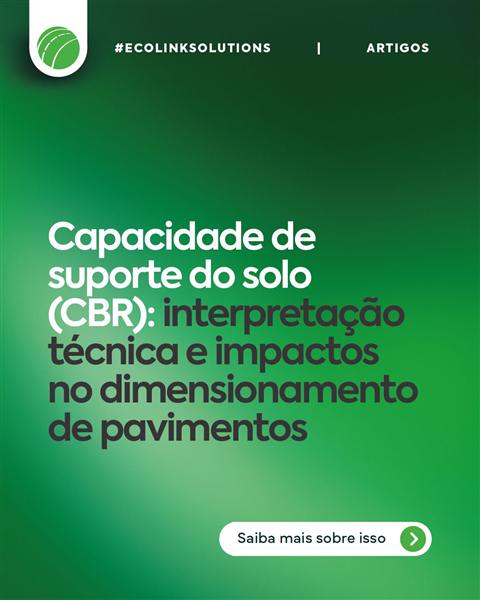 #ECOLINKSOLUTIONS | ARTIGOS
Capacidade de
suporte do solo
(CBR): interpretação
técnica e impactos
no dimensionamento
de pavimentos
Saiba mais sobre isso